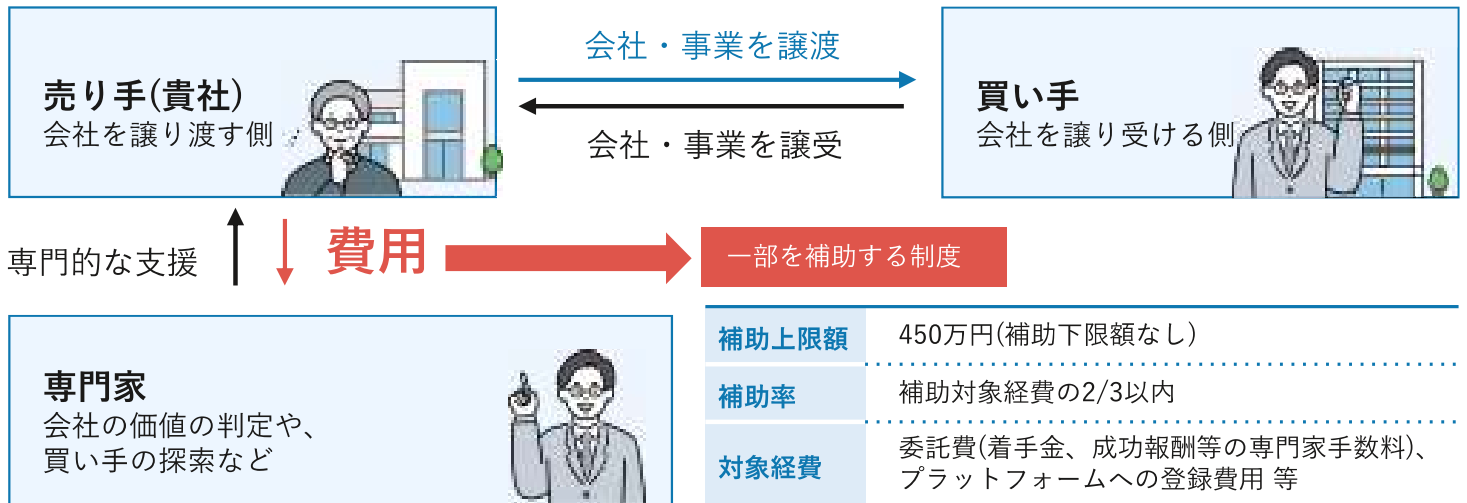 売り手(貴社)
会社を譲り渡す側
会社・事業を譲渡
会社・事業を譲受
買い手
会社を譲り受ける側
専門的な支援
費用
一部を補助する制度
専門家
会社の価値の判定や、
買い手の探索など
補助上限額
450万円(補助下限額なし)
補助率
補助対象経費の2/3以内
対象経費
委託費(着手金、成功報酬等の専門家手数料)、
プラットフォームへの登録費用 等